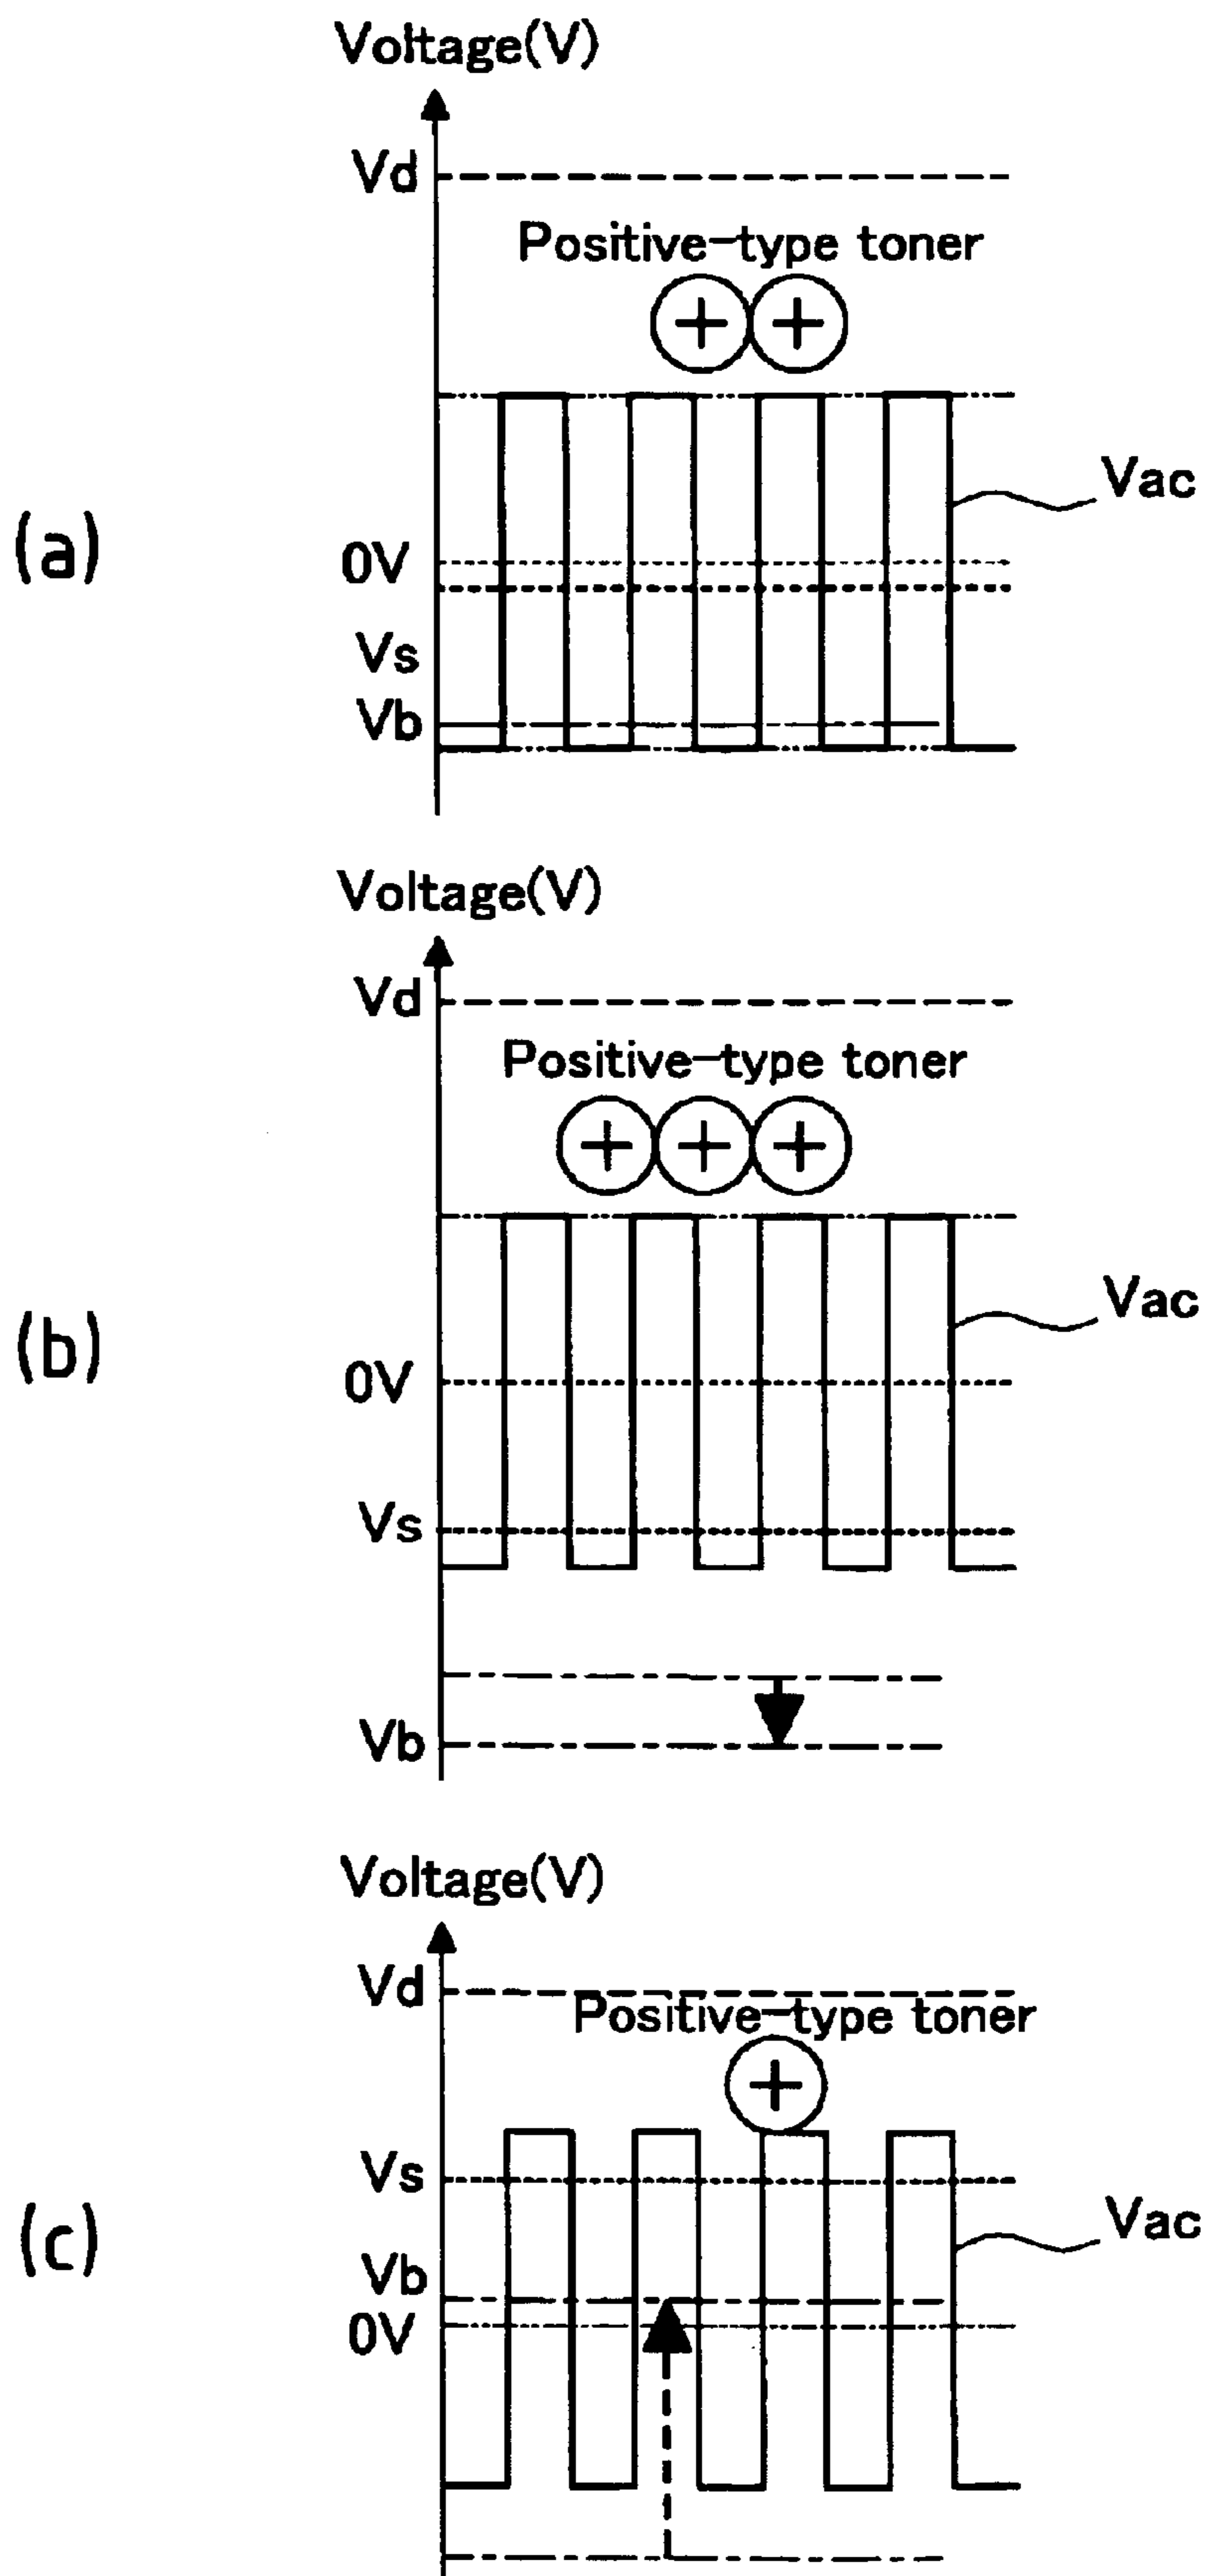 Voltage(V)
Vd
Positive-type toner
+ +
Vac
(a)
0V
Vs
Vb
Voltage(V)
Vd
Positive-type toner
+ + +
Vac
(b)
0V
Vs
Vb
Voltage(V)
Vd
Positive-type toner
+
Vs
Vac
(c)
Vb
0V